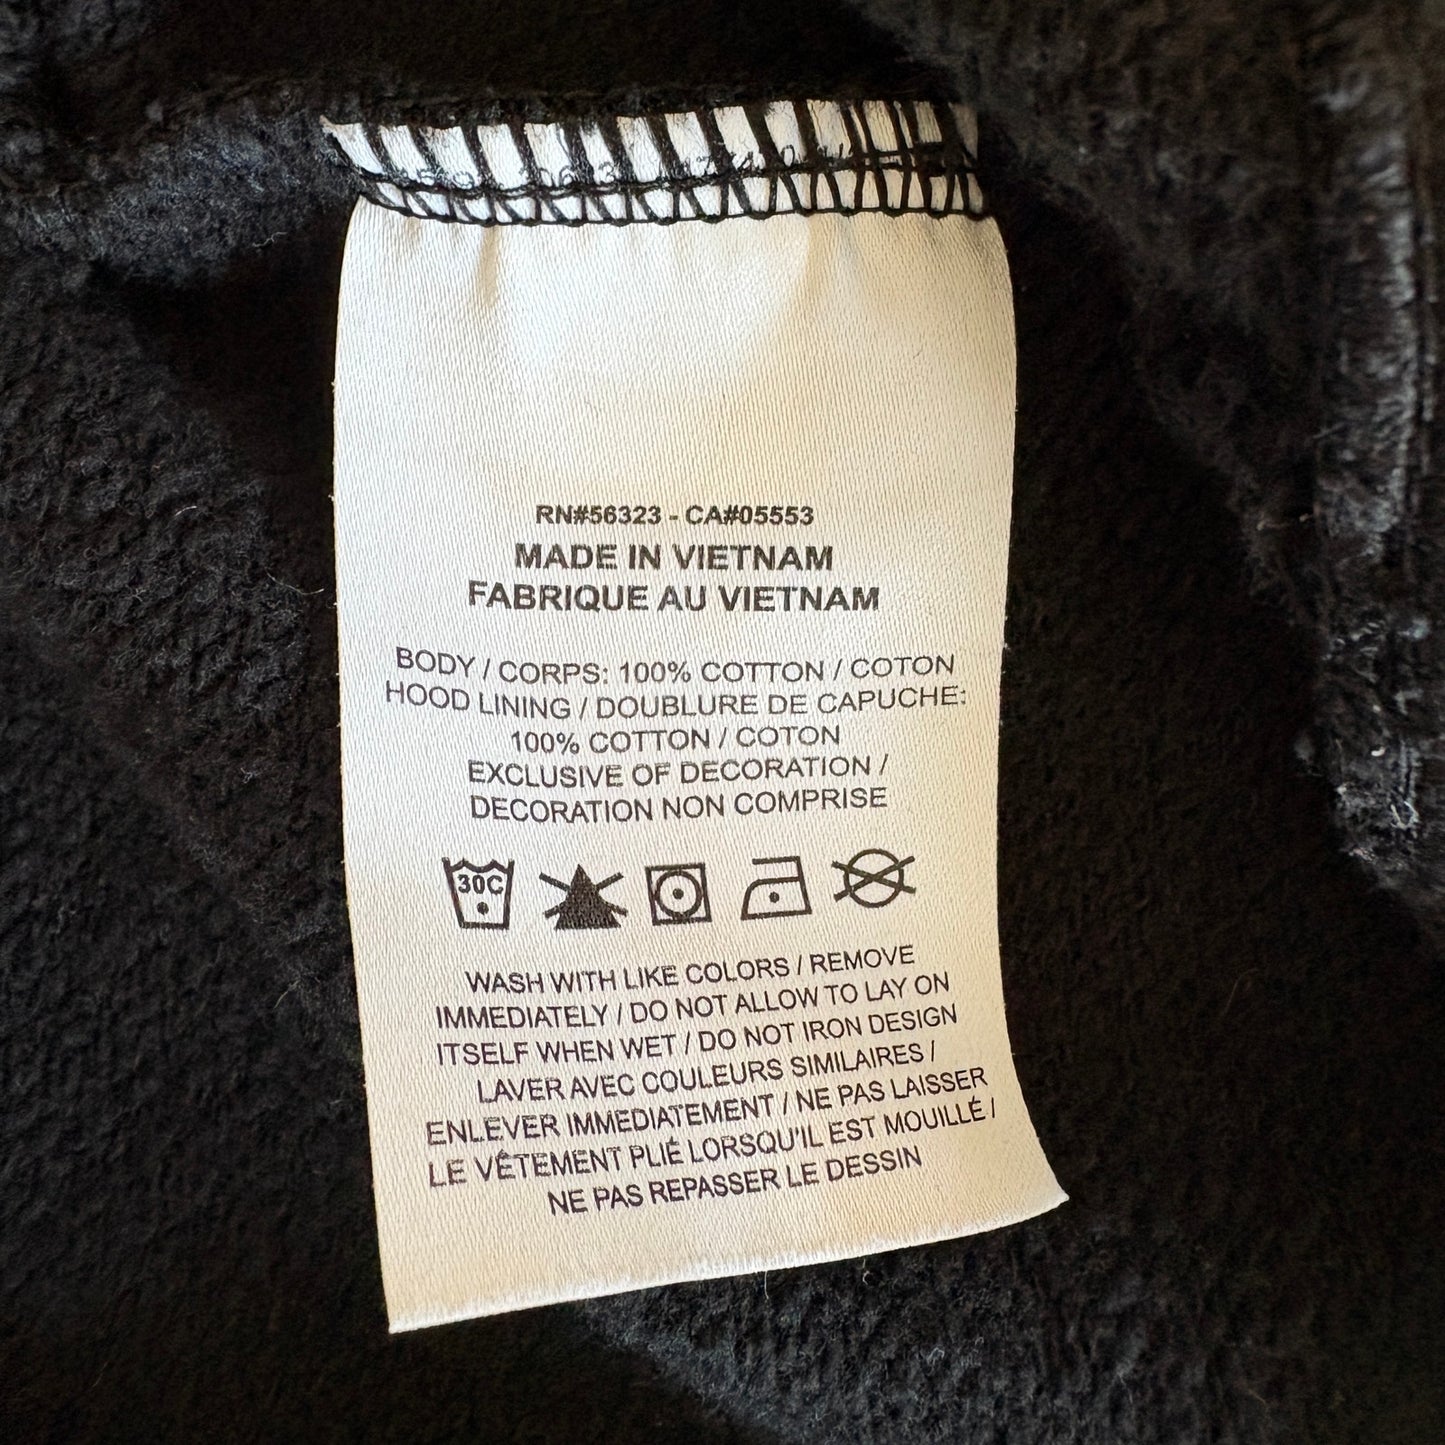 RN#56323 - CA#05553
MADE IN VIETNAM
FABRIQUE AU VIETNAM
BODY / CORPS: 100% COTTON / COTON
HOOD LINING / DOUBLURE DE CAPUCHE:
100% COTTON / COTON
EXCLUSIVE OF DECORATION /
DECORATION NON COMPRISE
30C
WASH WITH LIKE COLORS / REMOVE
IMMEDIATELY / DO NOT ALLOW TO LAY ON
ITSELF WHEN WET / DO NOT IRON DESIGN
LAVER AVEC COULEURS SIMILAIRES /
ENLEVER IMMEDIATEMENT / NE PAS LAISSER
LE VÊTEMENT PLIÉ LORSQU'IL EST MOUILLÉ /
NE PAS REPASSER LE DESSIN